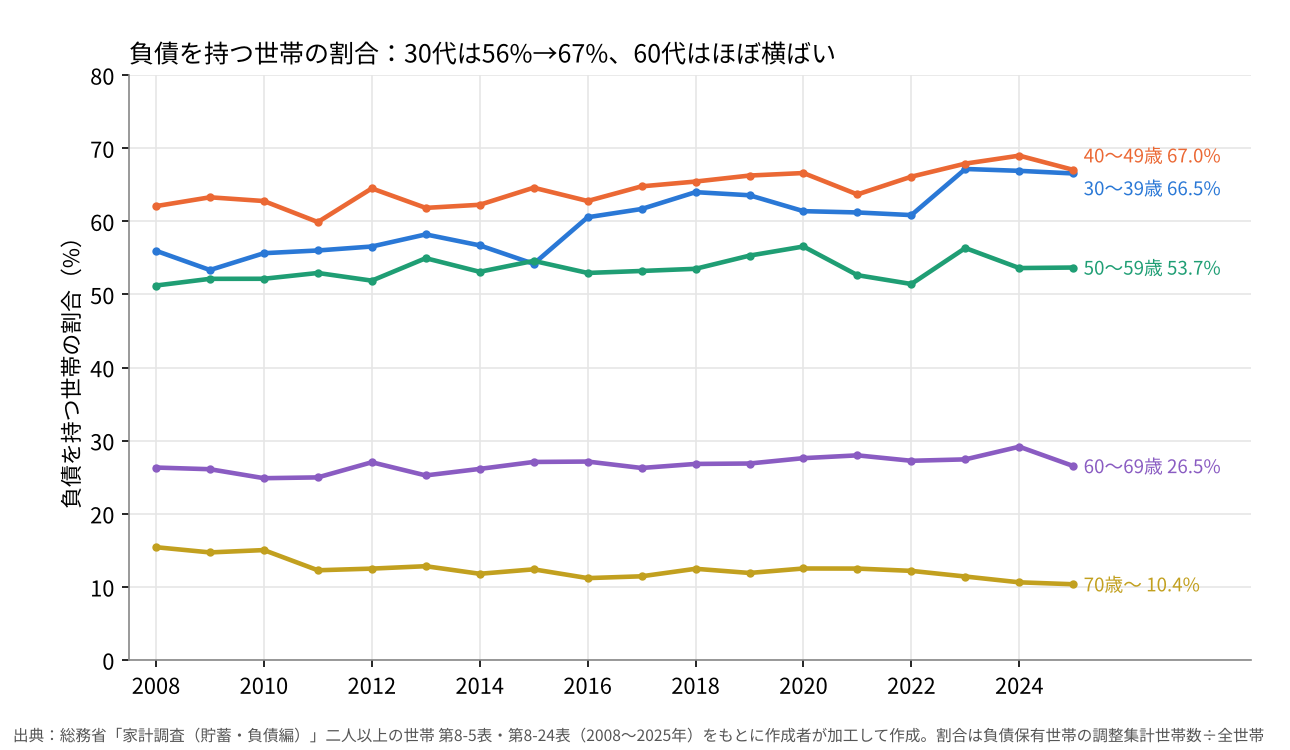 負債を持つ世帯の割合：30代は56%→67%、60代はほぼ横ばい
負債を持つ世帯の割合（%）
80
70
60
50
40
30
20
10
0
40〜49歳 67.0%
30〜39歳 66.5%
50〜59歳 53.7%
60〜69歳 26.5%
70歳〜 10.4%
2008 2010 2012 2014 2016 2018 2020 2022 2024
出典：総務省「家計調査（貯蓄・負債編）」二人以上の世帯 第8-5表・第8-24表（2008〜2025年）をもとに作成者が加工して作成。割合は負債保有世帯の調整集計世帯数÷全世帯